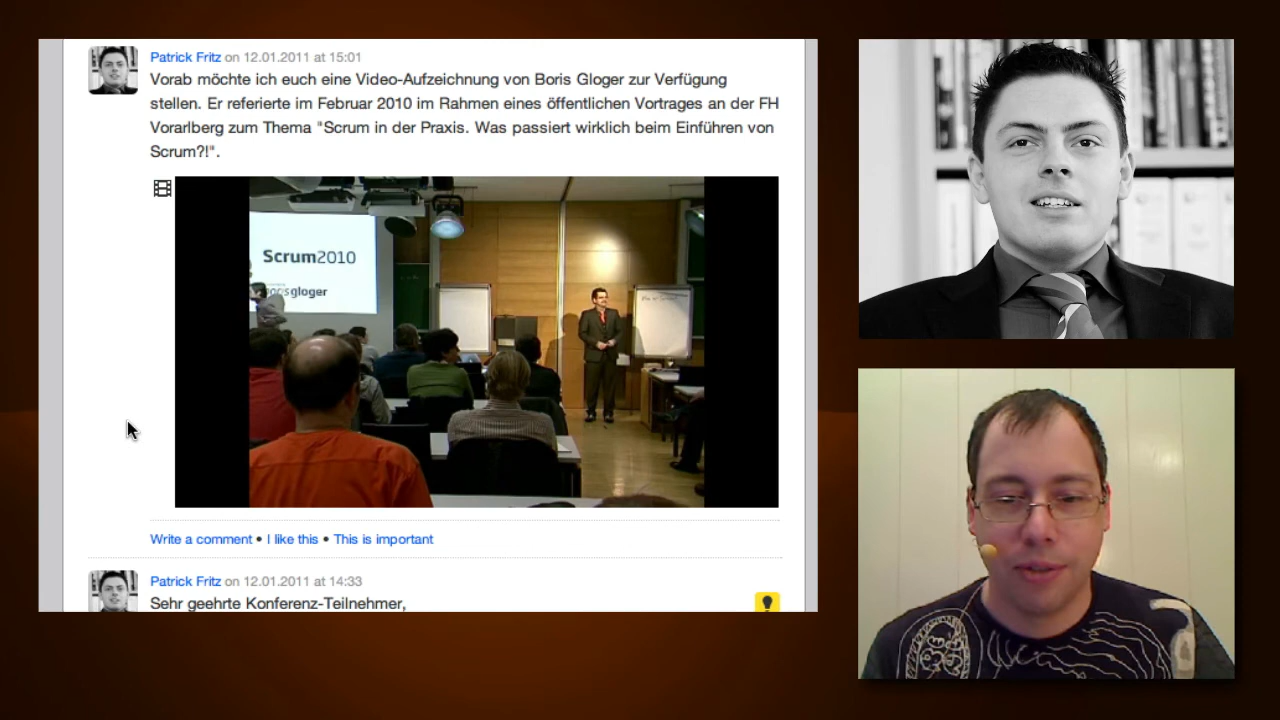 Patrick Fritz on 12.01.2011 at 15:01
Vorab möchte ich euch eine Video-Aufzeichnung von Boris Gloger zur Verfügung
stellen. Er referierte im Februar 2010 im Rahmen eines öffentlichen Vortrages an der FH
Vorarlberg zum Thema "Scrum in der Praxis. Was passiert wirklich beim Einführen von
Scrum?!".
Scrum2010
gloger
Write a comment • I like this • This is important
Patrick Fritz on 12.01.2011 at 14:33
Sehr geehrte Konferenz-Teilnehmer,